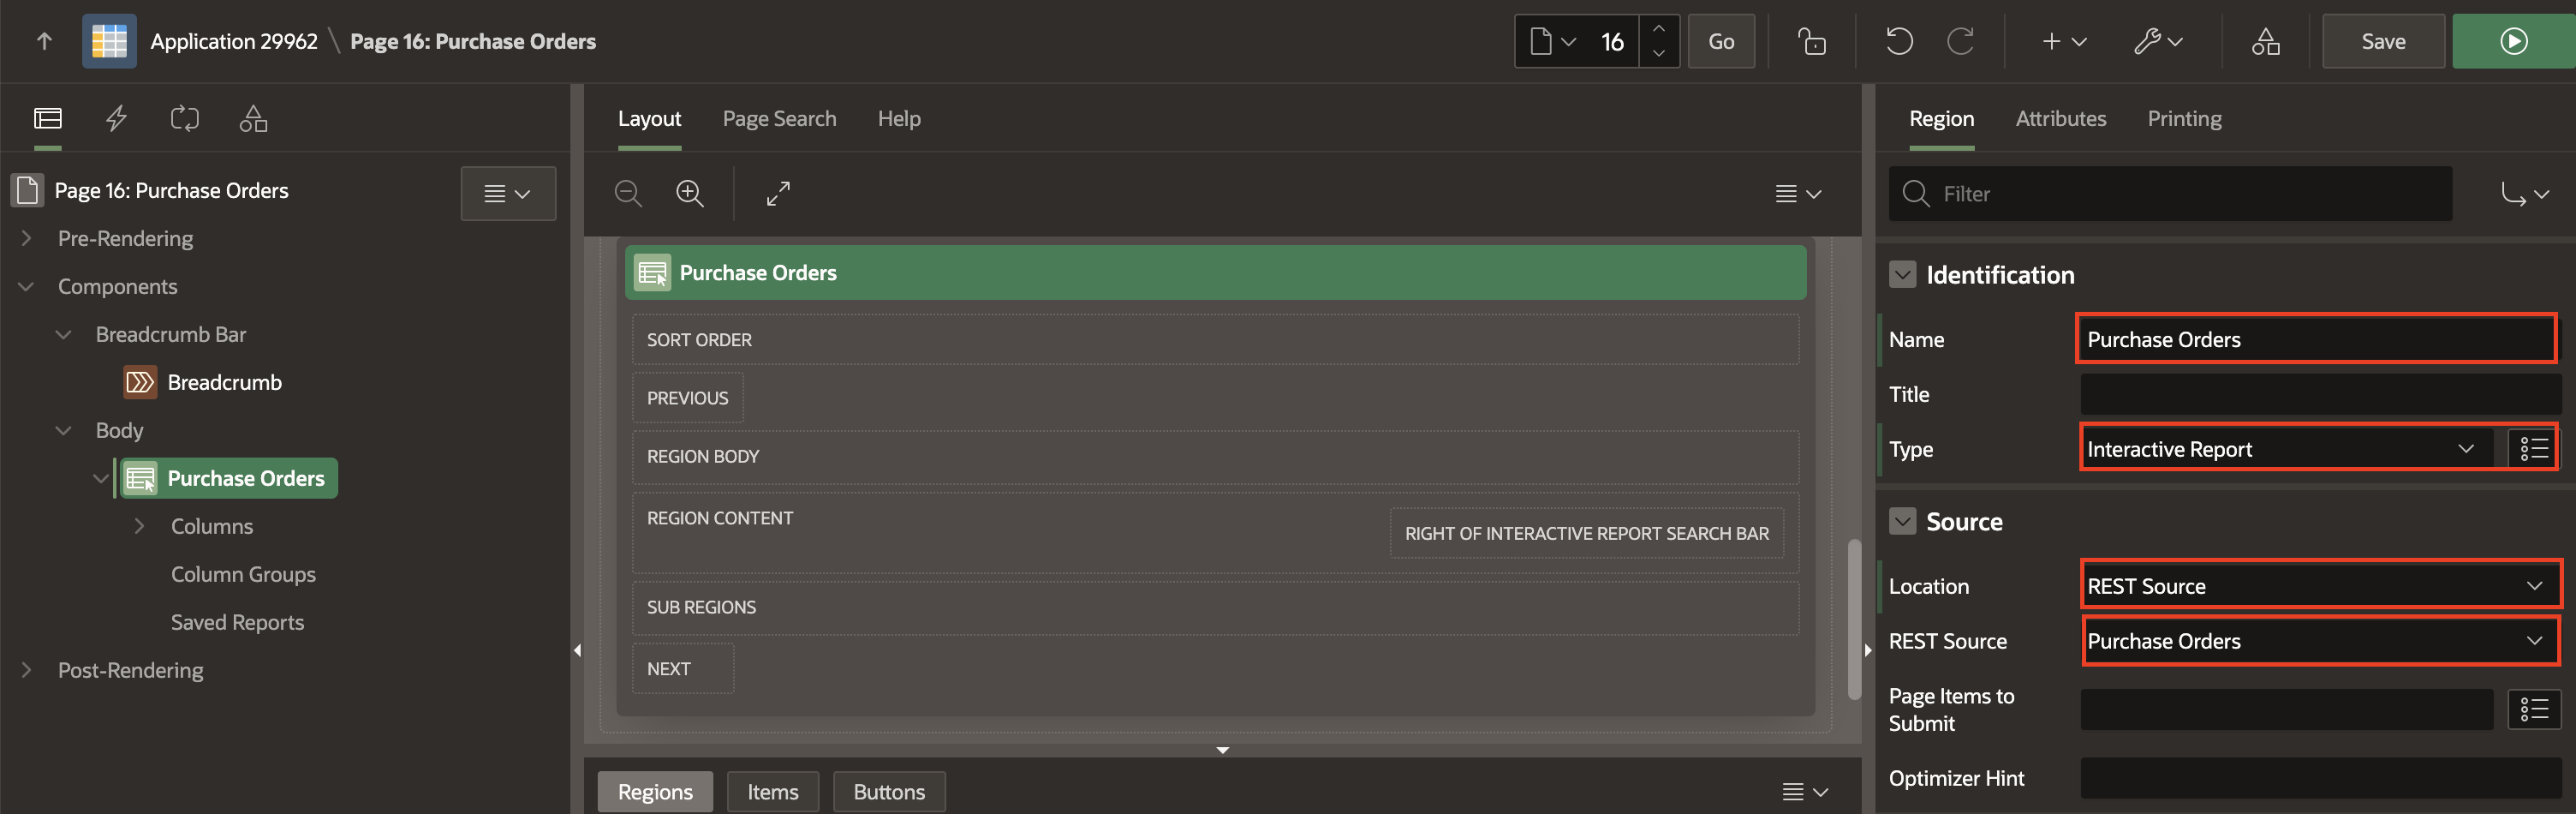 Application 29962 \ Page 16: Purchase Orders
16
Go
Save
Page 16: Purchase Orders
Pre-Rendering
Components
Breadcrumb Bar
Breadcrumb
Body
Purchase Orders
Columns
Column Groups
Saved Reports
Post-Rendering
Layout Page Search Help
Purchase Orders
SORT ORDER
PREVIOUS
REGION BODY
REGION CONTENT
RIGHT OF INTERACTIVE REPORT SEARCH BAR
SUB REGIONS
NEXT
Regions Items Buttons
Region Attributes Printing
Filter
Identification
Name Purchase Orders
Title
Type Interactive Report
Source
Location REST Source
REST Source Purchase Orders
Page Items to
Submit
Optimizer Hint